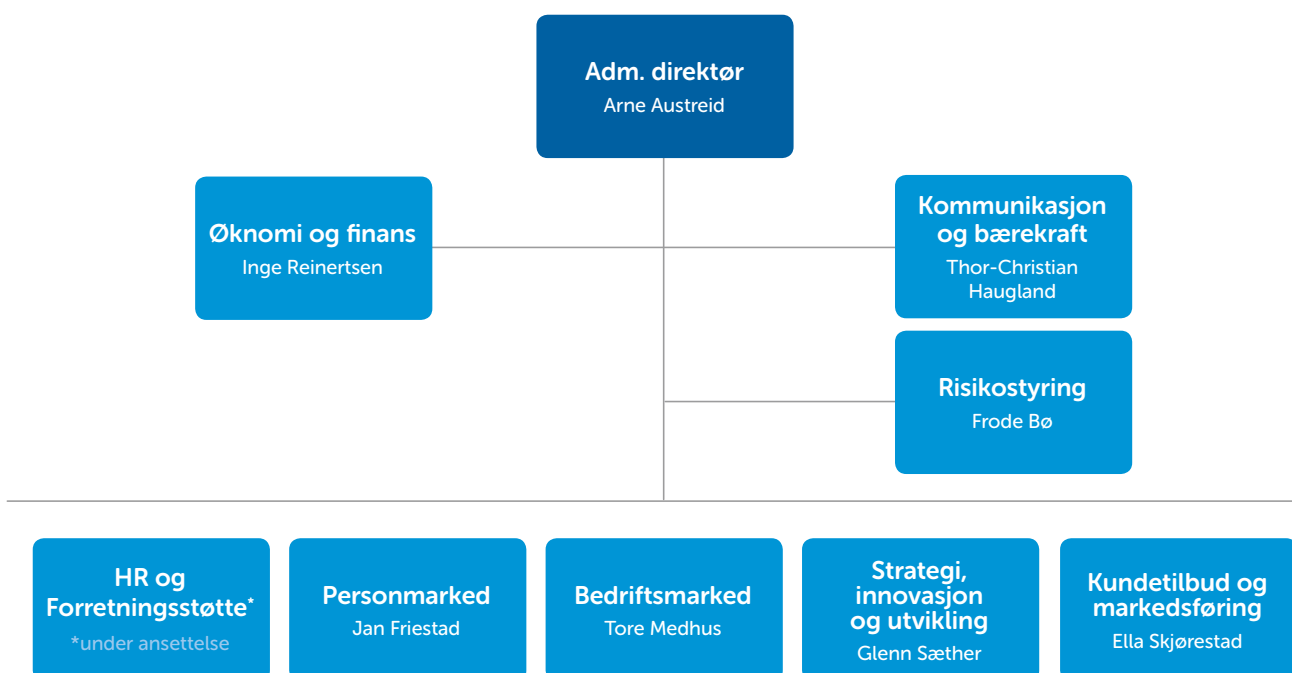 Adm. direktør
Arne Austreid
Øknomi og finans
Inge Reinertsen
Kommunikasjon
og bærekraft
Thor-Christian
Haugland
Risikostyring
Frode Bø
HR og
Forretningsstøtte*
*under ansettelse
Personmarked
Jan Friestad
Bedriftsmarked
Tore Medhus
Strategi,
innovasjon
og utvikling
Glenn Sæther
Kundetilbud og
markedsføring
Ella Skjørestad